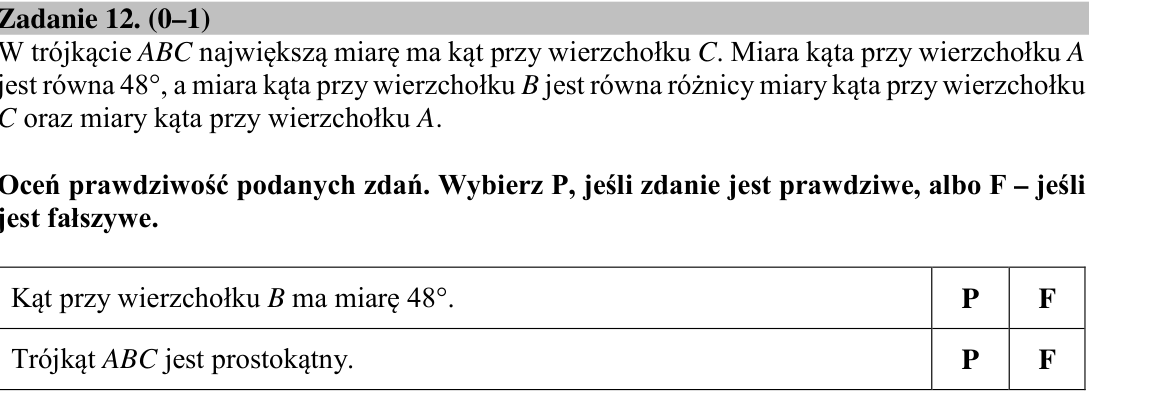 Zadanie 12. (0–1)
W trójkącie ABC największą miarę ma kąt przy wierzchołku C. Miara kąta przy wierzchołku A
jest równa 48°, a miara kąta przy wierzchołku B jest równa różnicy miary kąta przy wierzchołku
C oraz miary kąta przy wierzchołku A.
Oceń prawdziwość podanych zdań. Wybierz P, jeśli zdanie jest prawdziwe, albo F – jeśli
jest fałszywe.
Kąt przy wierzchołku B ma miarę 48°. P F
Trójkąt ABC jest prostokątny. P F